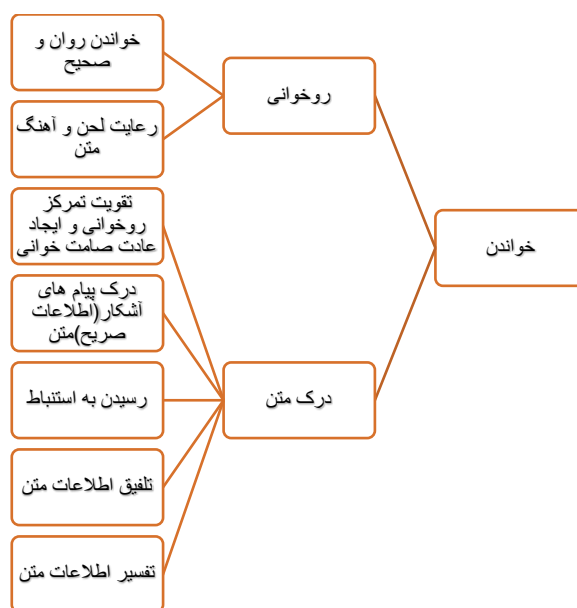 خواندن
روخوانی
خواندن روان و
صحیح
رعایت لحن و آهنگ
متن
درک متن
تقویت تمرکز
روخوانی و ایجاد
عادت صامت خوانی
درک پیام های
آشکار(اطلاعات
صریح)متن
رسیدن به استنباط
تلفیق اطلاعات متن
تفسیر اطلاعات متن